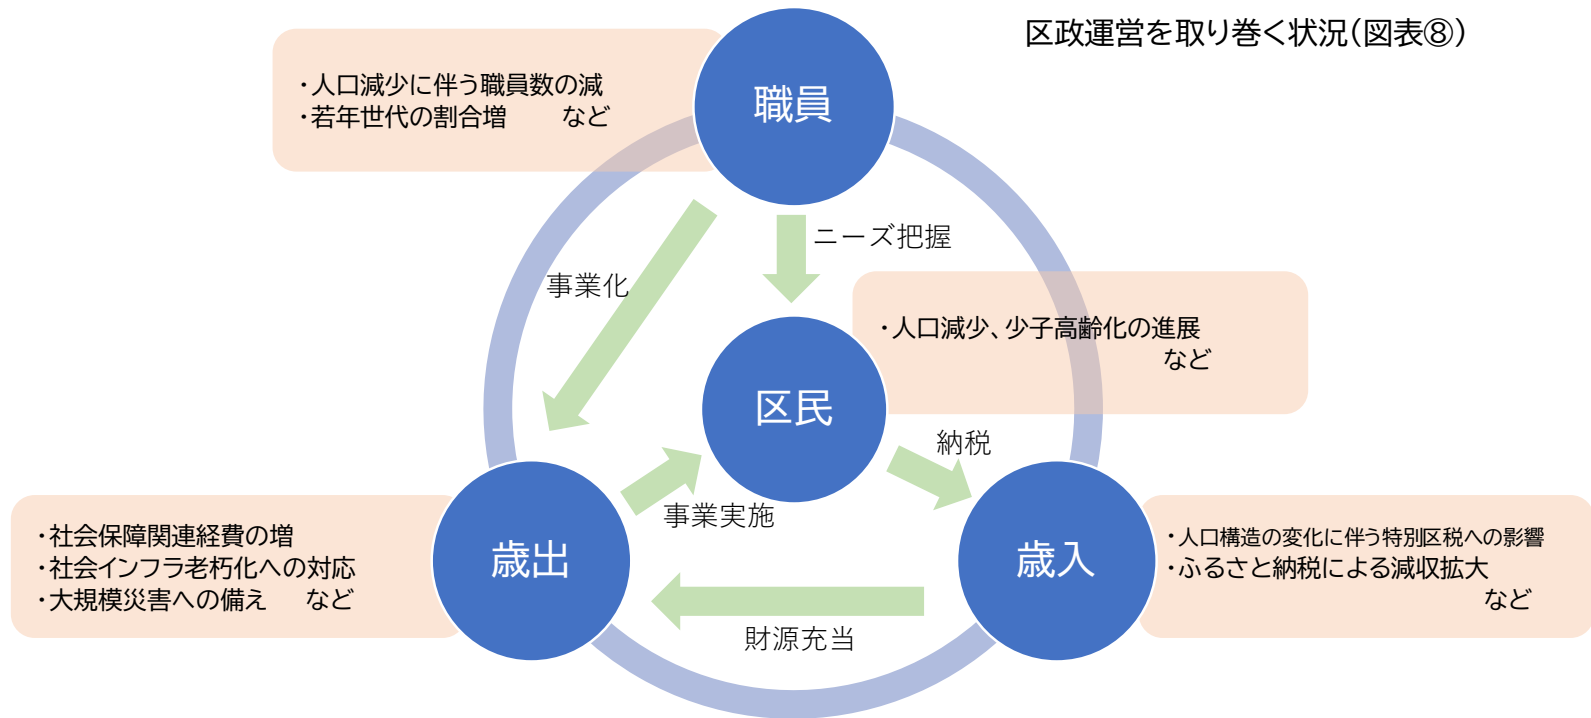 区政運営を取り巻く状況(図表⑧)
・人口減少に伴う職員数の減
・若年世代の割合増　　など
職員
ニーズ把握
事業化
・人口減少、少子高齢化の進展
など
区民
納税
事業実施
・社会保障関連経費の増
・社会インフラ老朽化への対応
・大規模災害への備え　など
歳出
歳入
・人口構造の変化に伴う特別区税への影響
・ふるさと納税による減収拡大
など
財源充当